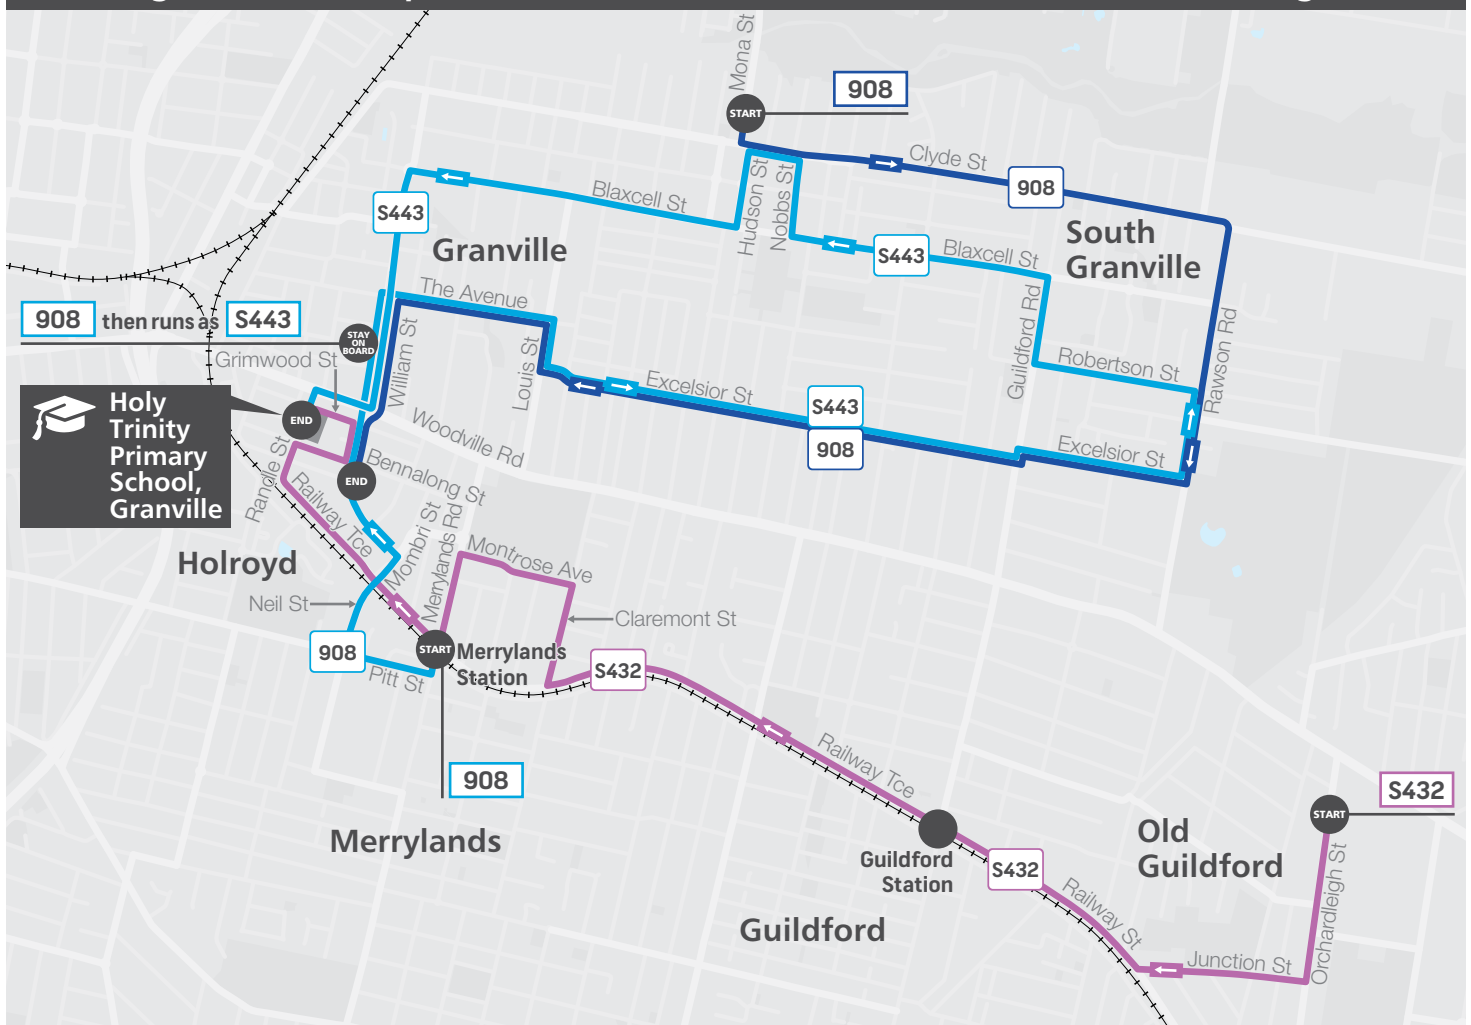 Mona St
908
START
Clyde St
908
S443
Blaxcell St
Hudson St
Nobbs St
South
Granville
Granville
S443
Blaxcell St
The Avenue
Guildford Rd
908 then runs as S443
STAY
ON
BOARD
Grimwood St
William St
Louis St
Robertson St
Rawson Rd
Excelsior St
S443
908
Holy
Trinity
Primary
School,
Granville
END
Woodville Rd
Excelsior St
Randle St
END
Bennalong St
Railway Tce
Mombri St
Merrylands Rd
Holroyd
Montrose Ave
Neil St
Claremont St
908
START
Merrylands
Station
Pitt St
S432
908
Railway Tce
S432
START
Merrylands
Guildford
Station
S432
Old
Guildford
Railway St
Orchardleigh St
Guildford
Junction St